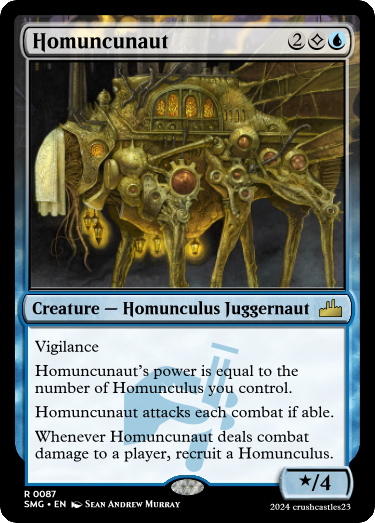 Homuncunaut 2
Creature — Homunculus Juggernaut
Vigilance
Homuncunaut's power is equal to the
number of Homunculus you control.
Homuncunaut attacks each combat if able.
Whenever Homuncunaut deals combat
damage to a player, recruit a Homunculus.
*/4
R 0087
SMG • EN Sean Andrew Murray
2024 crushcastles23